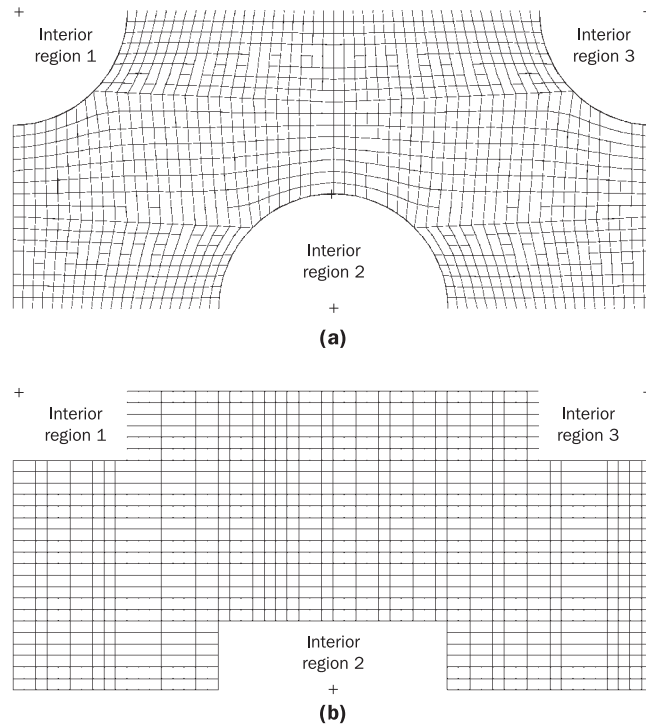 Interior
region 1
Interior
region 3
Interior
region 2
(a)
Interior
region 1
Interior
region 3
Interior
region 2
(b)